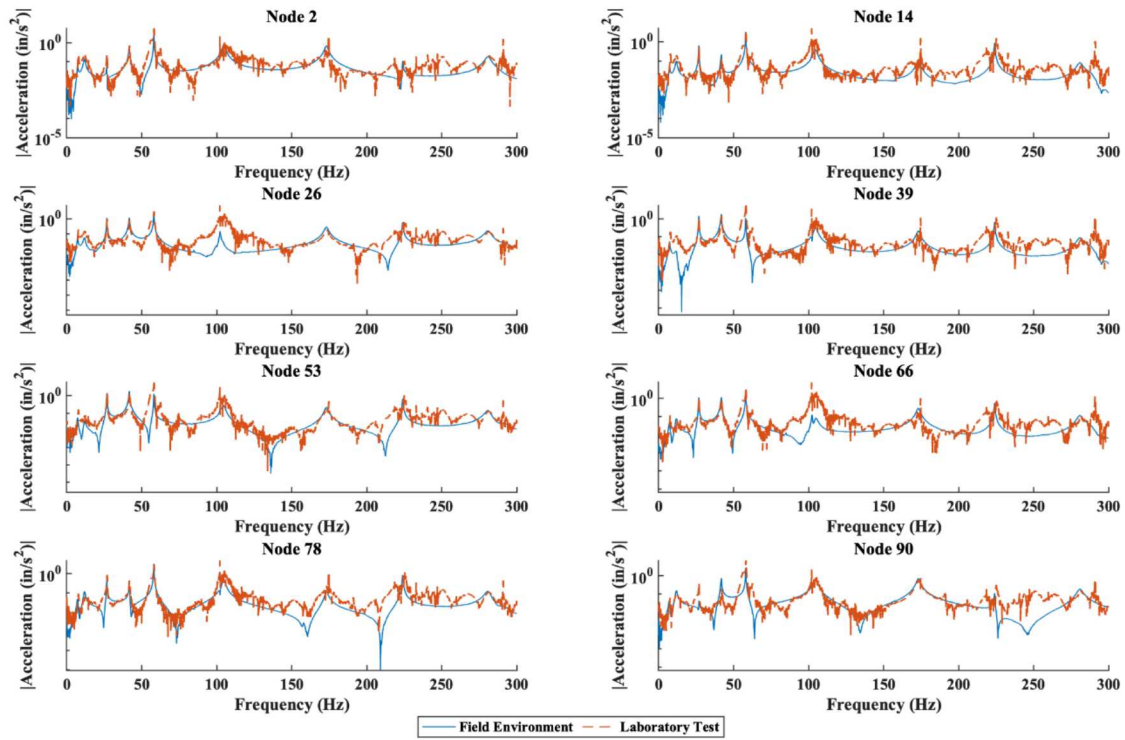 Node 2
|Acceleration (in/s²)|
10⁰
10⁻⁵
0 50 100 150 200 250 300
Frequency (Hz)
Node 14
|Acceleration (in/s²)|
10⁰
10⁻⁵
0 50 100 150 200 250 300
Frequency (Hz)
Node 26
|Acceleration (in/s²)|
10⁰
0 50 100 150 200 250 300
Frequency (Hz)
Node 39
|Acceleration (in/s²)|
10⁰
0 50 100 150 200 250 300
Frequency (Hz)
Node 53
|Acceleration (in/s²)|
10⁰
0 50 100 150 200 250 300
Frequency (Hz)
Node 66
|Acceleration (in/s²)|
10⁰
0 50 100 150 200 250 300
Frequency (Hz)
Node 78
|Acceleration (in/s²)|
10⁰
0 50 100 150 200 250 300
Frequency (Hz)
Node 90
|Acceleration (in/s²)|
10⁰
0 50 100 150 200 250 300
Frequency (Hz)
Field Environment Laboratory Test